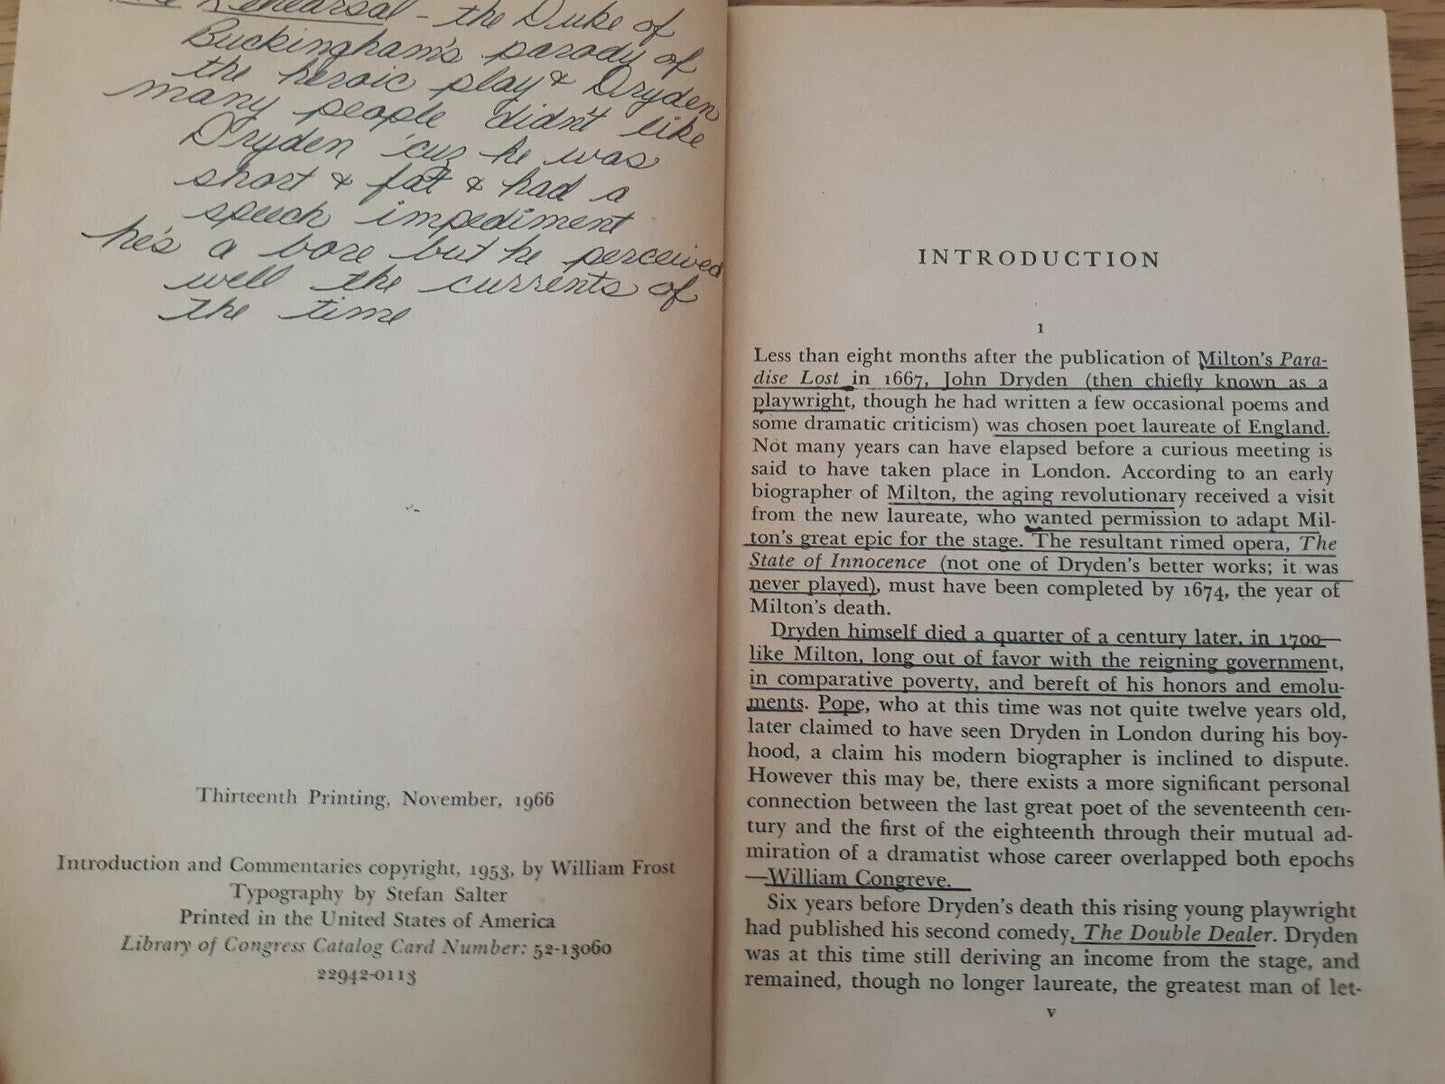 The Rehearsal - the Duke of
Buckingham's parody of
the heroic play & Dryden
many people didn't like
Dryden 'cuz he was
short & fat & had a
speech impediment
he's a bore but he perceived
well the currents of
the time
Thirteenth Printing, November, 1966
Introduction and Commentaries copyright, 1953, by William Frost
Typography by Stefan Salter
Printed in the United States of America
Library of Congress Catalog Card Number: 52-13060
22942-0113
INTRODUCTION
1
Less than eight months after the publication of Milton's Para-
dise Lost in 1667, John Dryden (then chiefly known as a
playwright, though he had written a few occasional poems and
some dramatic criticism) was chosen poet laureate of England.
Not many years can have elapsed before a curious meeting is
said to have taken place in London. According to an early
biographer of Milton, the aging revolutionary received a visit
from the new laureate, who wanted permission to adapt Mil-
ton's great epic for the stage. The resultant rimed opera, The
State of Innocence (not one of Dryden's better works; it was
never played), must have been completed by 1674, the year of
Milton's death.
Dryden himself died a quarter of a century later, in 1700—
like Milton, long out of favor with the reigning government,
in comparative poverty, and bereft of his honors and emolu-
ments. Pope, who at this time was not quite twelve years old,
later claimed to have seen Dryden in London during his boy-
hood, a claim his modern biographer is inclined to dispute.
However this may be, there exists a more significant personal
connection between the last great poet of the seventeenth cen-
tury and the first of the eighteenth through their mutual ad-
miration of a dramatist whose career overlapped both epochs
—William Congreve.
Six years before Dryden's death this rising young playwright
had published his second comedy, The Double Dealer. Dryden
was at this time still deriving an income from the stage, and
remained, though no longer laureate, the greatest man of let-
v